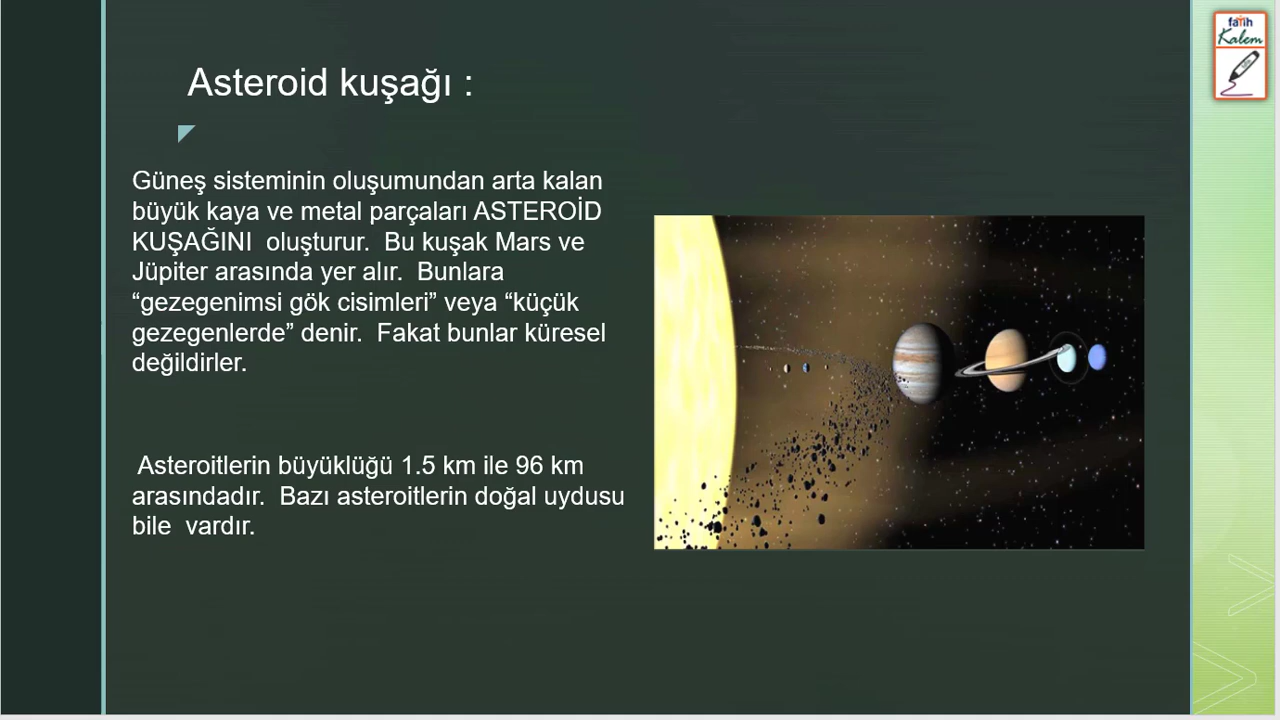 Asteroid kuşağı :
fatih
Kalem
Güneş sisteminin oluşumundan arta kalan
büyük kaya ve metal parçaları ASTEROİD
KUŞAĞINI  oluşturur.  Bu kuşak Mars ve
Jüpiter arasında yer alır.  Bunlara
“gezegenimsi gök cisimleri” veya “küçük
gezegenlerde” denir.  Fakat bunlar küresel
değildirler.
Asteroitlerin büyüklüğü 1.5 km ile 96 km
arasındadır.  Bazı asteroitlerin doğal uydusu
bile  vardır.